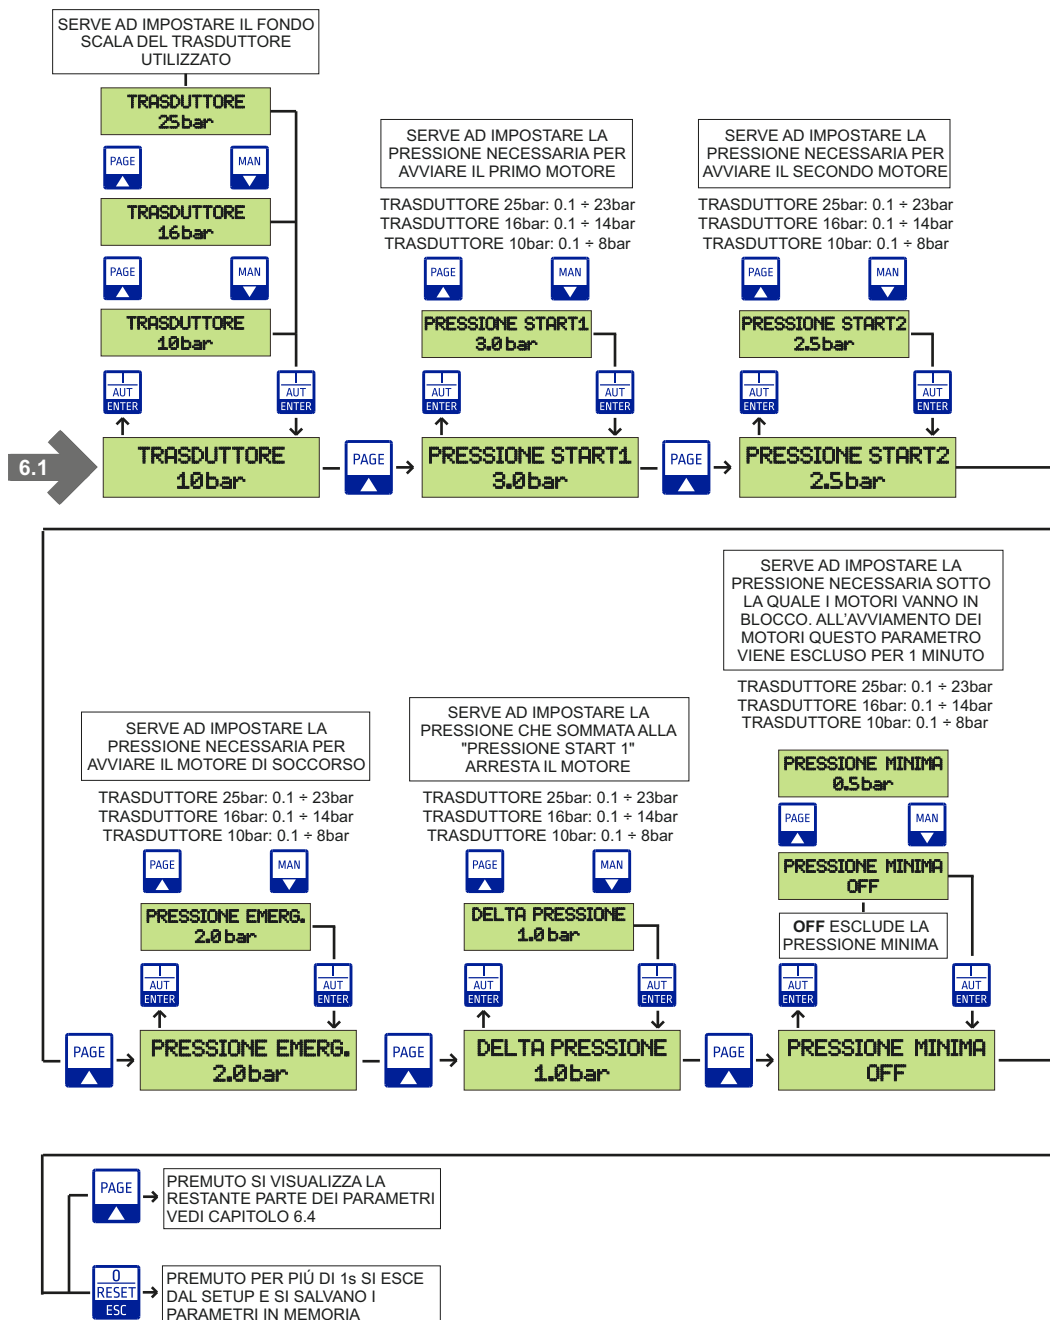 SERVE AD IMPOSTARE IL FONDO
SCALA DEL TRASDUTTORE
UTILIZZATO
TRASDUTTORE
25bar
PAGE
MAN
TRASDUTTORE
16bar
PAGE
MAN
TRASDUTTORE
10bar
I
AUT
ENTER
I
AUT
ENTER
6.1
TRASDUTTORE
10bar
PAGE
SERVE AD IMPOSTARE LA
PRESSIONE NECESSARIA PER
AVVIARE IL PRIMO MOTORE
TRASDUTTORE 25bar: 0.1 ÷ 23bar
TRASDUTTORE 16bar: 0.1 ÷ 14bar
TRASDUTTORE 10bar: 0.1 ÷ 8bar
PAGE
MAN
PRESSIONE START1
3.0 bar
I
AUT
ENTER
I
AUT
ENTER
PRESSIONE START1
3.0bar
PAGE
SERVE AD IMPOSTARE LA
PRESSIONE NECESSARIA PER
AVVIARE IL SECONDO MOTORE
TRASDUTTORE 25bar: 0.1 ÷ 23bar
TRASDUTTORE 16bar: 0.1 ÷ 14bar
TRASDUTTORE 10bar: 0.1 ÷ 8bar
PAGE
MAN
PRESSIONE START2
2.5bar
I
AUT
ENTER
I
AUT
ENTER
PRESSIONE START2
2.5bar
SERVE AD IMPOSTARE LA
PRESSIONE NECESSARIA PER
AVVIARE IL MOTORE DI SOCCORSO
TRASDUTTORE 25bar: 0.1 ÷ 23bar
TRASDUTTORE 16bar: 0.1 ÷ 14bar
TRASDUTTORE 10bar: 0.1 ÷ 8bar
PAGE
MAN
PRESSIONE EMERG.
2.0 bar
I
AUT
ENTER
I
AUT
ENTER
PAGE
PRESSIONE EMERG.
2.0bar
PAGE
SERVE AD IMPOSTARE LA
PRESSIONE CHE SOMMATA ALLA
"PRESSIONE START 1"
ARRESTA IL MOTORE
TRASDUTTORE 25bar: 0.1 ÷ 23bar
TRASDUTTORE 16bar: 0.1 ÷ 14bar
TRASDUTTORE 10bar: 0.1 ÷ 8bar
PAGE
MAN
DELTA PRESSIONE
1.0 bar
I
AUT
ENTER
I
AUT
ENTER
DELTA PRESSIONE
1.0bar
PAGE
SERVE AD IMPOSTARE LA
PRESSIONE NECESSARIA SOTTO
LA QUALE I MOTORI VANNO IN
BLOCCO. ALL'AVVIAMENTO DEI
MOTORI QUESTO PARAMETRO
VIENE ESCLUSO PER 1 MINUTO
TRASDUTTORE 25bar: 0.1 ÷ 23bar
TRASDUTTORE 16bar: 0.1 ÷ 14bar
TRASDUTTORE 10bar: 0.1 ÷ 8bar
PRESSIONE MINIMA
0.5bar
PAGE
MAN
PRESSIONE MINIMA
OFF
OFF ESCLUDE LA
PRESSIONE MINIMA
I
AUT
ENTER
I
AUT
ENTER
PRESSIONE MINIMA
OFF
PAGE
PREMUTO SI VISUALIZZA LA
RESTANTE PARTE DEI PARAMETRI
VEDI CAPITOLO 6.4
0
RESET
ESC
PREMUTO PER PIÚ DI 1s SI ESCE
DAL SETUP E SI SALVANO I
PARAMETRI IN MEMORIA